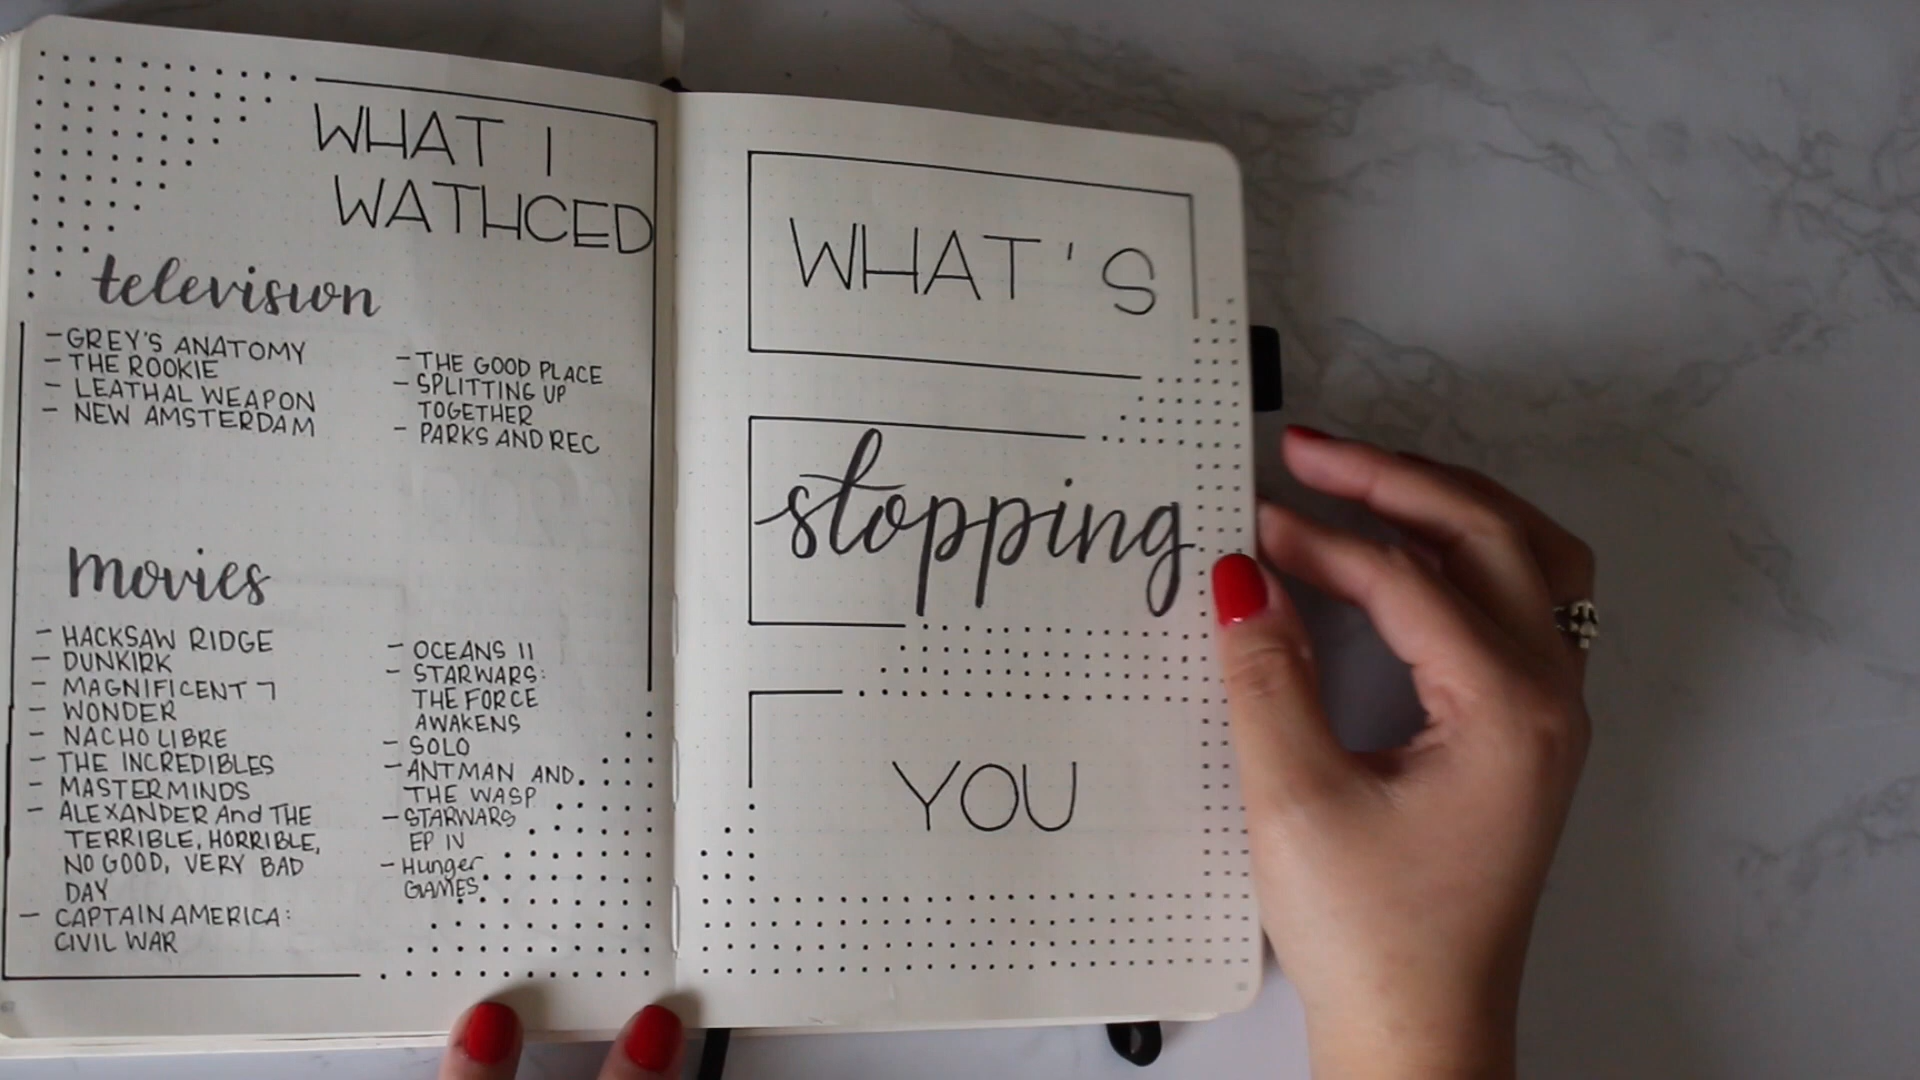 WHAT I
WATHCED
television
- GREY'S ANATOMY
- THE ROOKIE
- LEATHAL WEAPON
- NEW AMSTERDAM
- THE GOOD PLACE
- SPLITTING UP
TOGETHER
- PARKS AND REC
movies
- HACKSAW RIDGE
- DUNKIRK
- MAGNIFICENT 7
- WONDER
- NACHO LIBRE
- THE INCREDIBLES
- MASTERMINDS
- ALEXANDER And THE
TERRIBLE, HORRIBLE,
NO GOOD, VERY BAD
DAY
- CAPTAIN AMERICA:
CIVIL WAR
- OCEANS 11
- STARWARS:
THE FORCE
AWAKENS
- SOLO
- ANTMAN AND
THE WASP
- STARWARS
EP IV
- Hunger
GAMES
WHAT'S
stopping
YOU